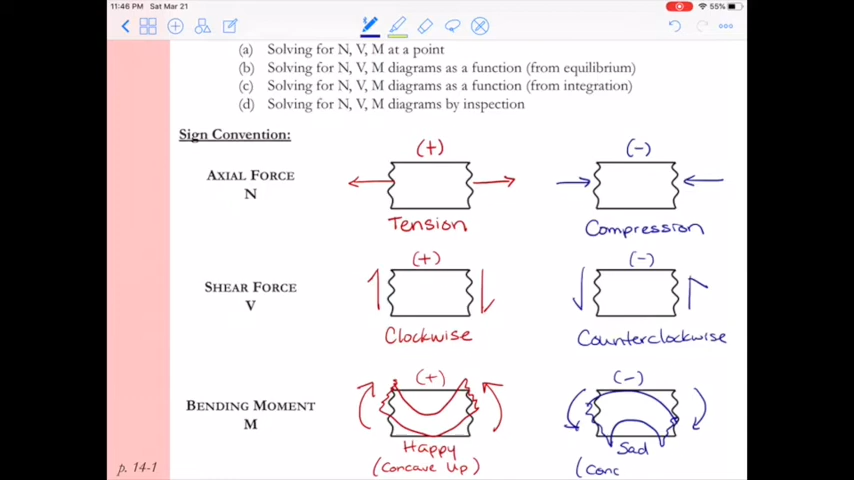 11:46 PM Sat Mar 21 55%
(a) Solving for N, V, M at a point
(b) Solving for N, V, M diagrams as a function (from equilibrium)
(c) Solving for N, V, M diagrams as a function (from integration)
(d) Solving for N, V, M diagrams by inspection
Sign Convention:
(+) (-)
AXIAL FORCE
N
Tension Compression
(+) (-)
SHEAR FORCE
V
Clockwise Counterclockwise
(+) (-)
BENDING MOMENT
M
Happy Sad
(Concave Up) (Conc
p. 14-1